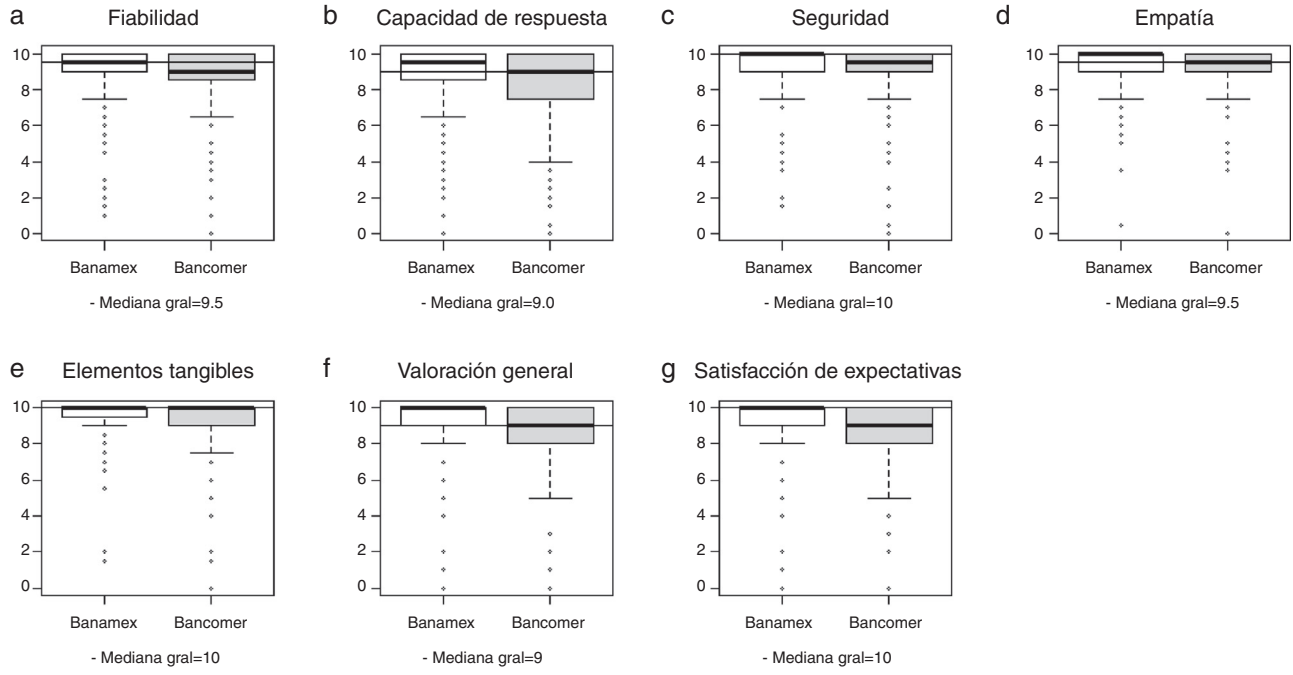 a Fiabilidad
10
8
6
4
2
0
Banamex Bancomer
- Mediana gral=9.5
b Capacidad de respuesta
10
8
6
4
2
0
Banamex Bancomer
- Mediana gral=9.0
c Seguridad
10
8
6
4
2
0
Banamex Bancomer
- Mediana gral=10
d Empatía
10
8
6
4
2
0
Banamex Bancomer
- Mediana gral=9.5
e Elementos tangibles
10
8
6
4
2
0
Banamex Bancomer
- Mediana gral=10
f Valoración general
10
8
6
4
2
0
Banamex Bancomer
- Mediana gral=9
g Satisfacción de expectativas
10
8
6
4
2
0
Banamex Bancomer
- Mediana gral=10